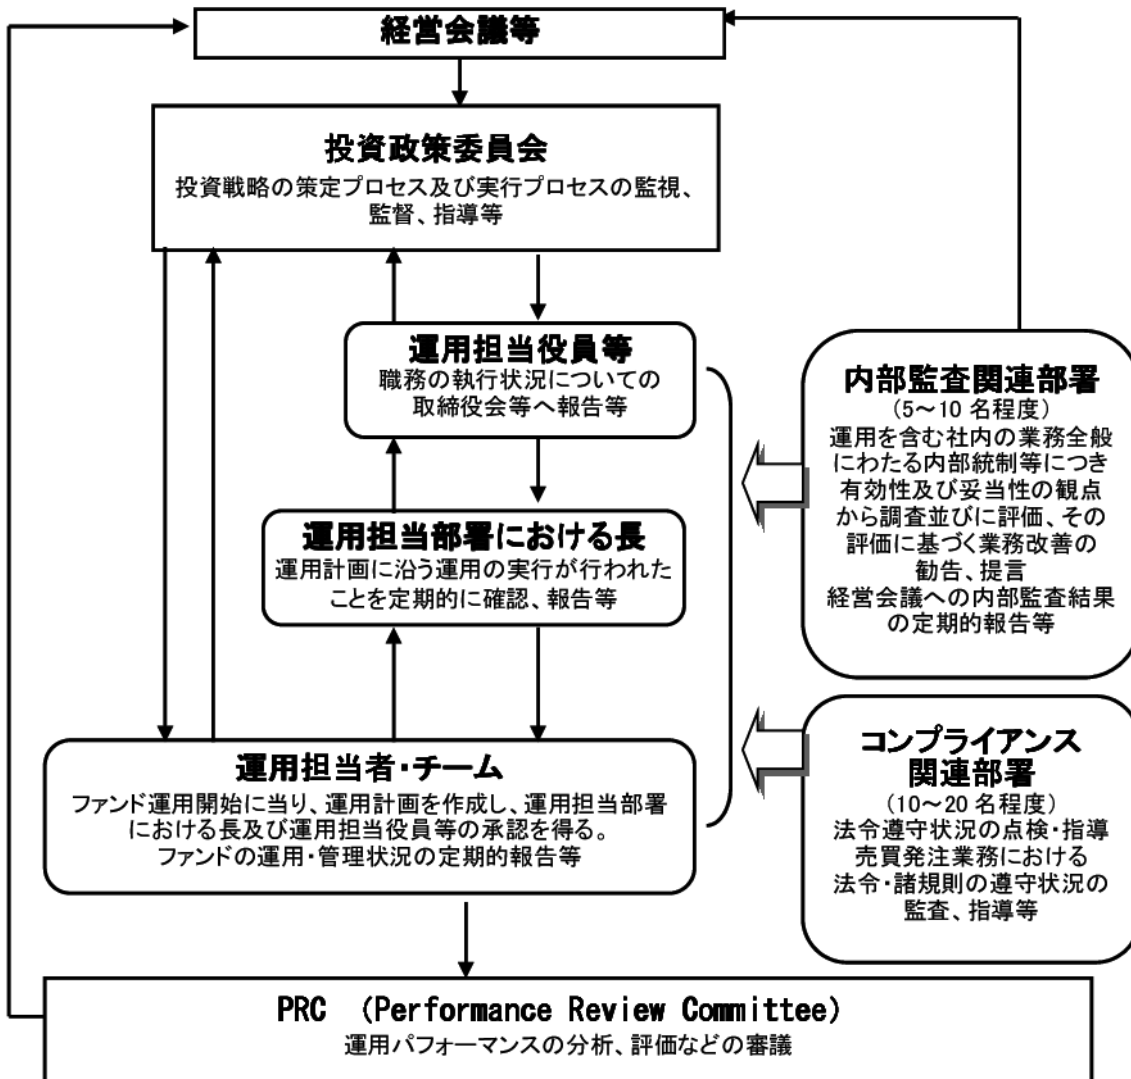 経営会議等
投資政策委員会
投資戦略の策定プロセス及び実行プロセスの監視、
監督、指導等
運用担当役員等
職務の執行状況についての
取締役会等へ報告等
運用担当部署における長
運用計画に沿う運用の実行が行われた
ことを定期的に確認、報告等
運用担当者・チーム
ファンド運用開始に当り、運用計画を作成し、運用担当部署
における長及び運用担当役員等の承認を得る。
ファンドの運用・管理状況の定期的報告等
内部監査関連部署
(5～10 名程度)
運用を含む社内の業務全般
にわたる内部統制等につき
有効性及び妥当性の観点
から調査並びに評価、その
評価に基づく業務改善の
勧告、提言
経営会議への内部監査結果
の定期的報告等
コンプライアンス
関連部署
(10～20 名程度)
法令遵守状況の点検・指導
売買発注業務における
法令・諸規則の遵守状況の
監査、指導等
PRC (Performance Review Committee)
運用パフォーマンスの分析、評価などの審議